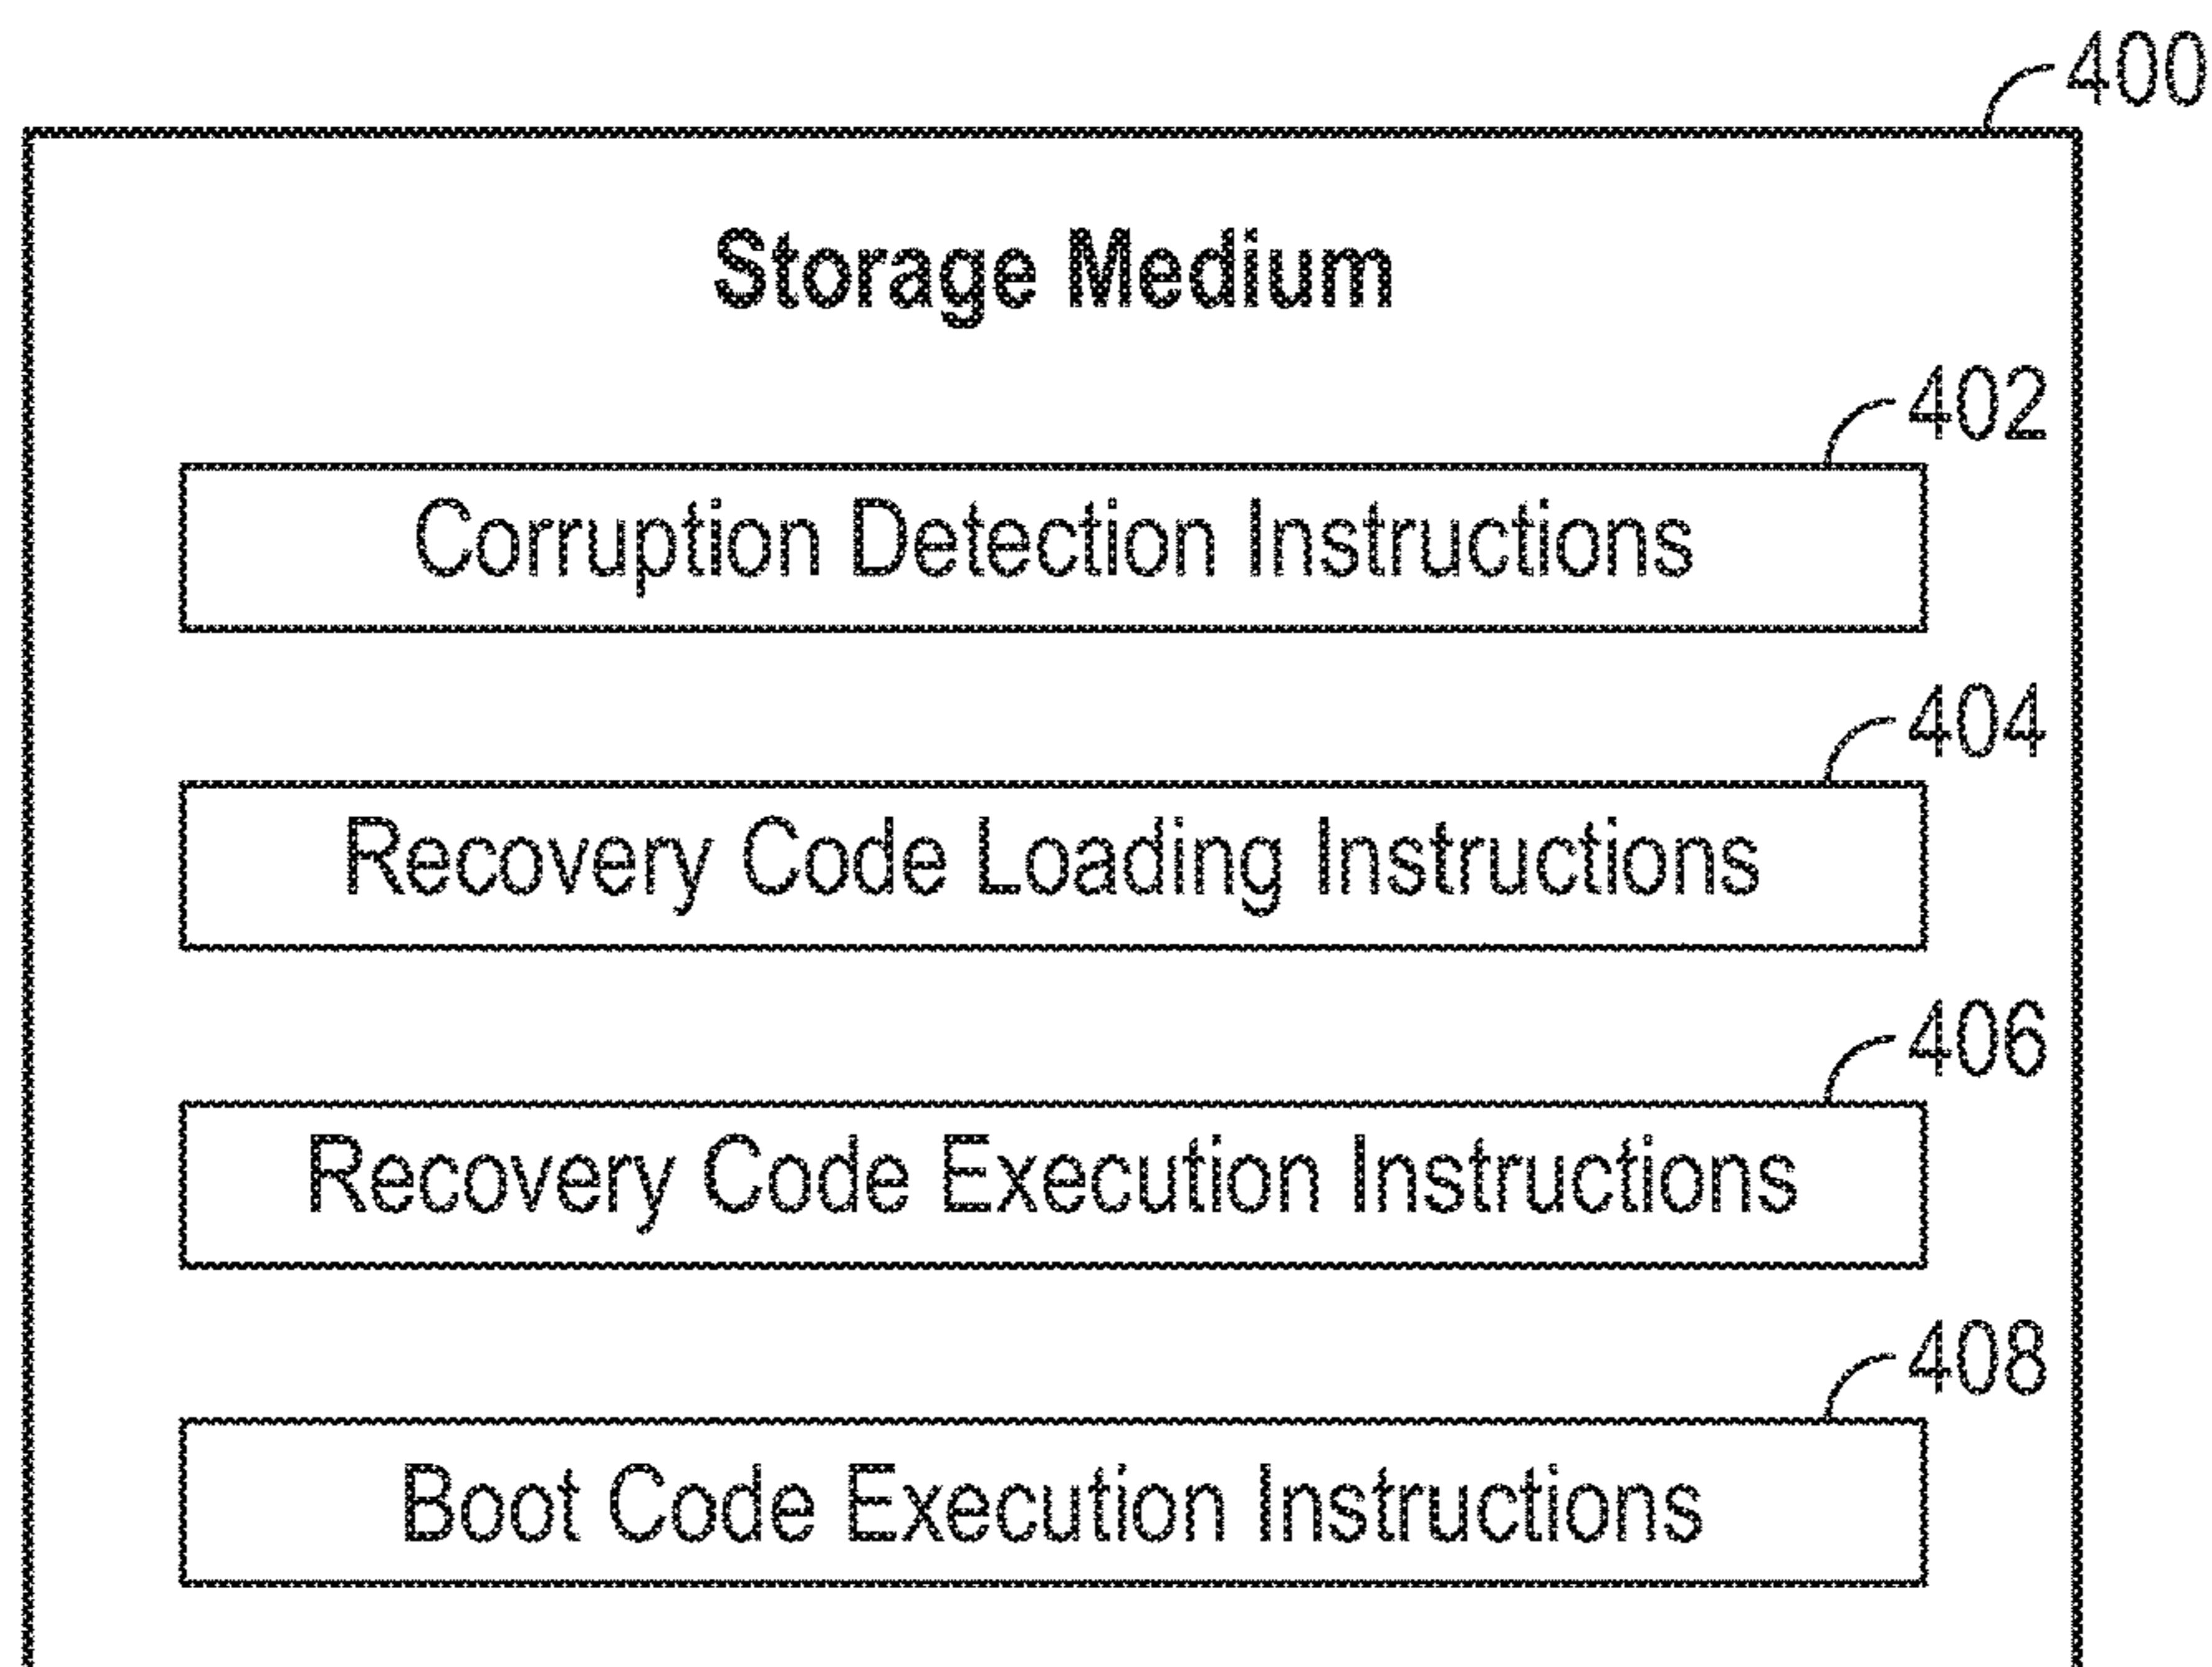 400
Storage Medium
402
Corruption Detection Instructions
404
Recovery Code Loading Instructions
406
Recovery Code Execution Instructions
408
Boot Code Execution Instructions